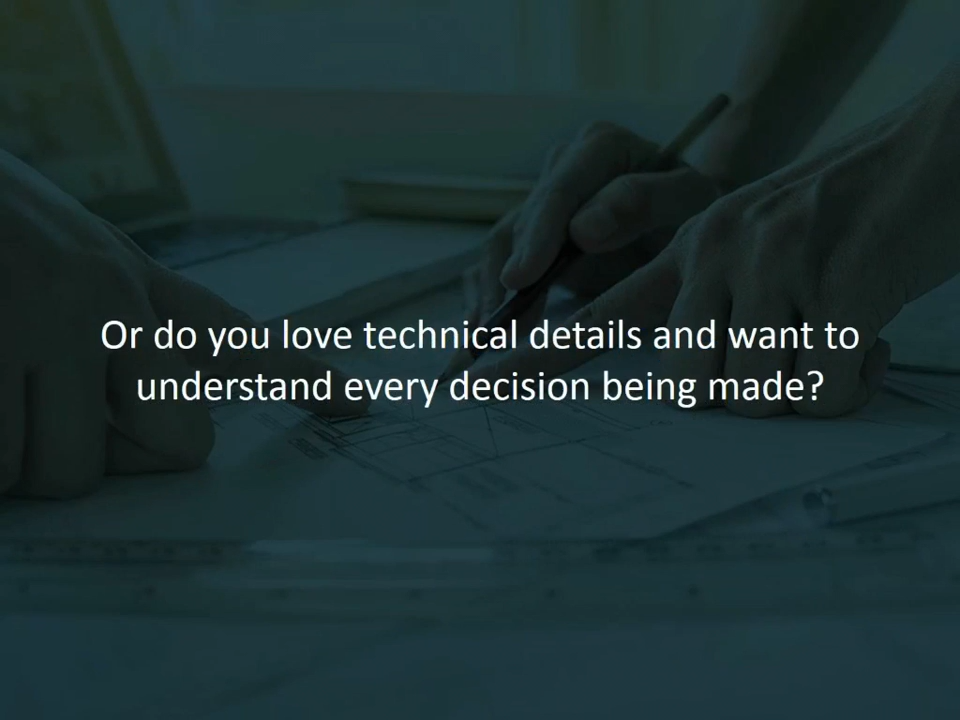 Or do you love technical details and want to
understand every decision being made?